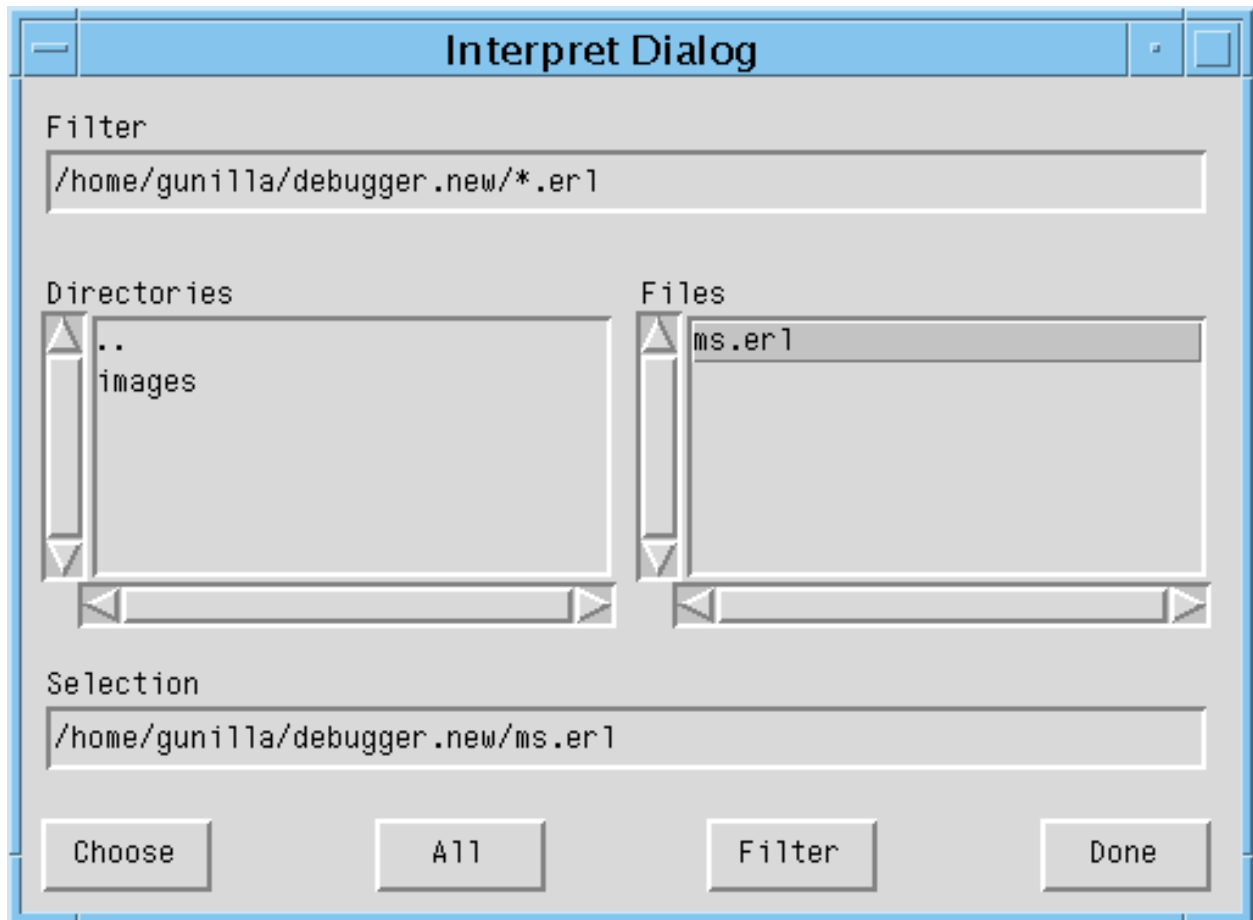 Interpret Dialog
Filter
/home/gunilla/debugger.new/*.erl
Directories
..
images
Files
ms.erl
Selection
/home/gunilla/debugger.new/ms.erl
Choose
All
Filter
Done